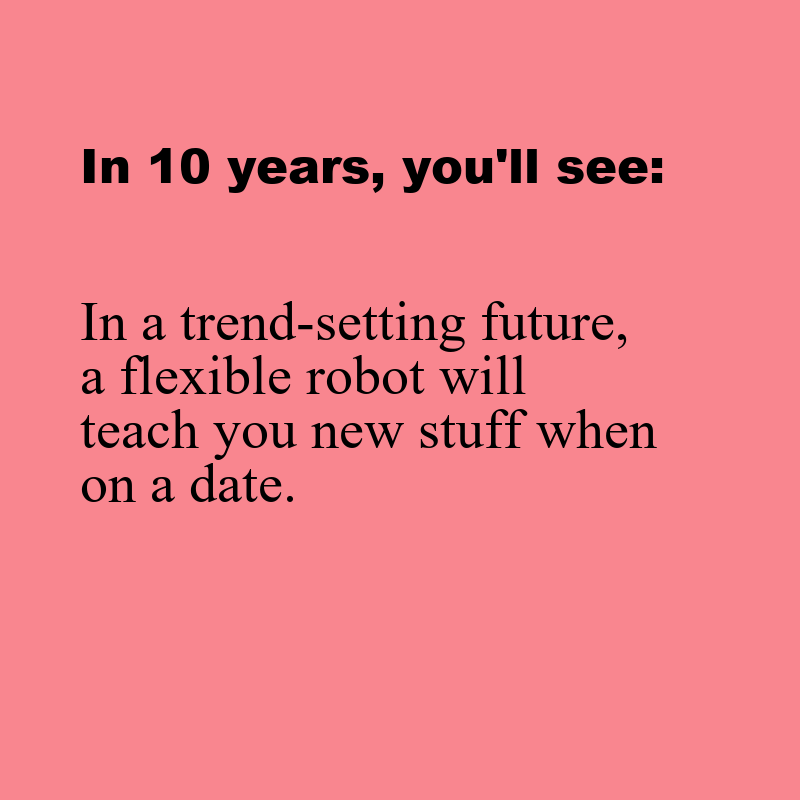 In 10 years, you'll see:
In a trend-setting future,
a flexible robot will
teach you new stuff when
on a date.